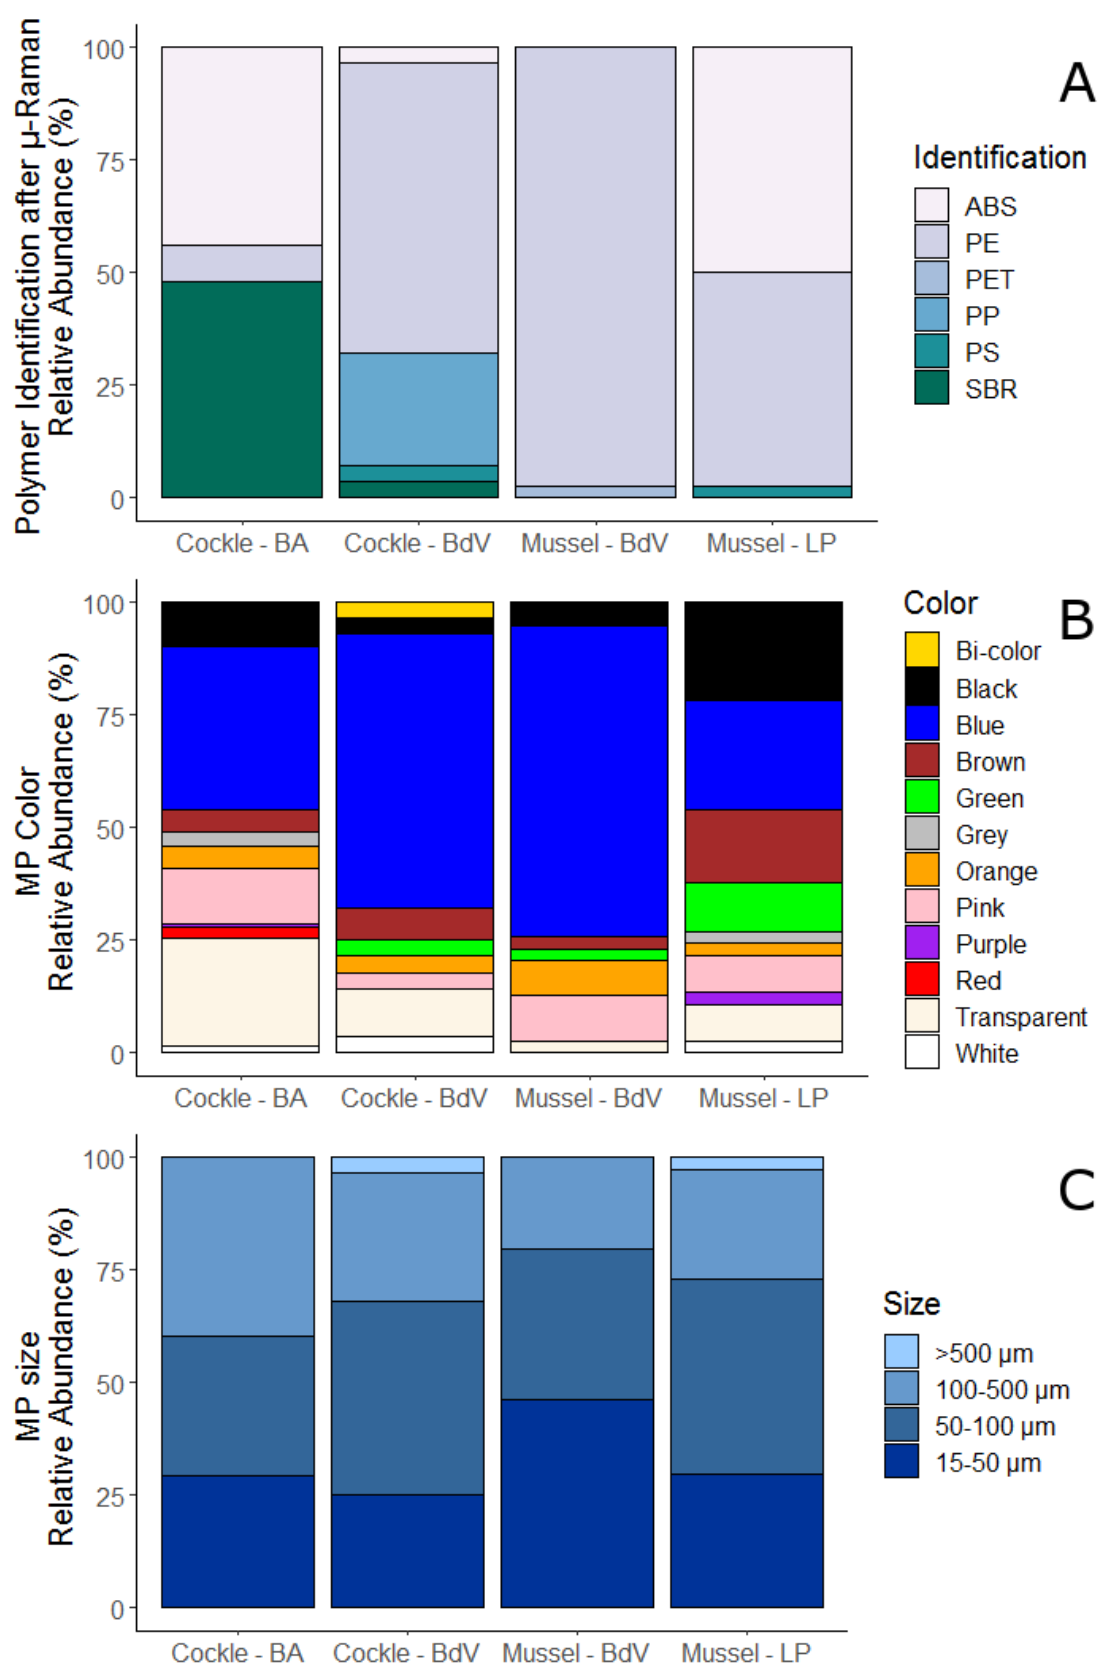 Polymer Identification after μ-Raman
Relative Abundance (%)
100
75
50
25
0
Cockle - BA
Cockle - BdV
Mussel - BdV
Mussel - LP
A
Identification
ABS
PE
PET
PP
PS
SBR
MP Color
Relative Abundance (%)
100
75
50
25
0
Cockle - BA
Cockle - BdV
Mussel - BdV
Mussel - LP
B
Color
Bi-color
Black
Blue
Brown
Green
Grey
Orange
Pink
Purple
Red
Transparent
White
MP size
Relative Abundance (%)
100
75
50
25
0
Cockle - BA
Cockle - BdV
Mussel - BdV
Mussel - LP
C
Size
>500 μm
100-500 μm
50-100 μm
15-50 μm